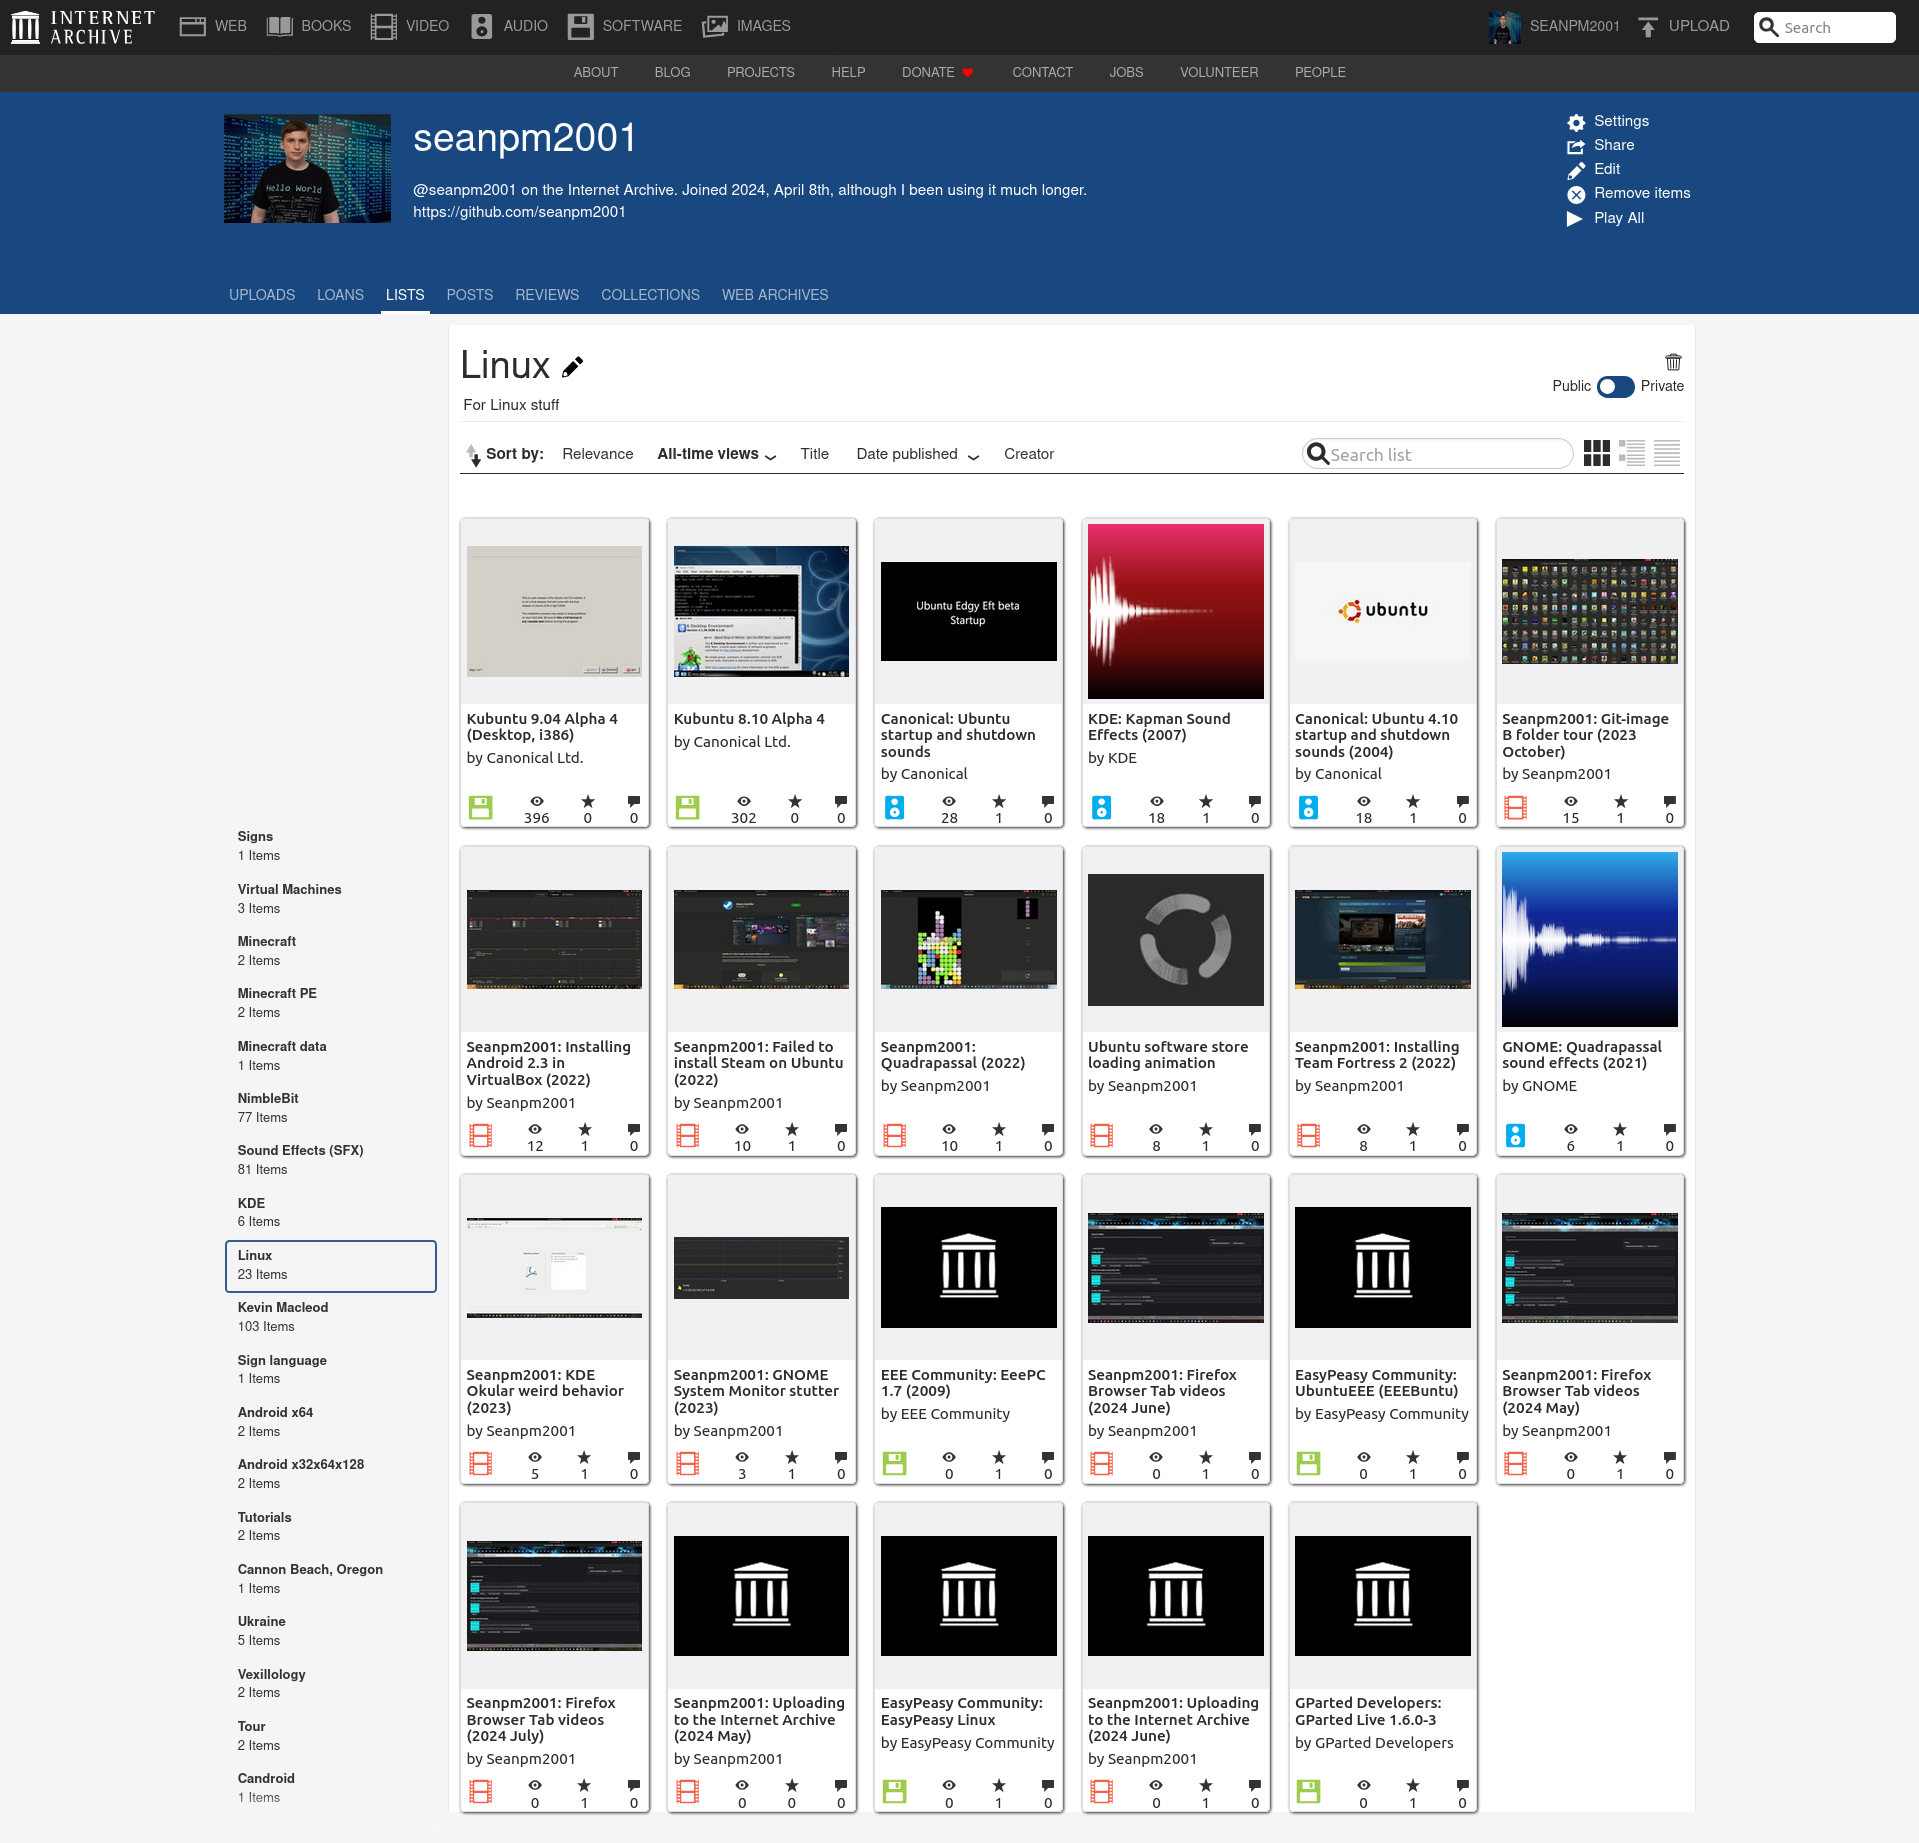 INTERNET
ARCHIVE
WEB
BOOKS
VIDEO
AUDIO
SOFTWARE
IMAGES
SEANPM2001
UPLOAD
Search
ABOUT
BLOG
PROJECTS
HELP
DONATE
CONTACT
JOBS
VOLUNTEER
PEOPLE
Hello World
seanpm2001
@seanpm2001 on the Internet Archive. Joined 2024, April 8th, although I been using it much longer.
https://github.com/seanpm2001
Settings
Share
Edit
Remove items
Play All
UPLOADS
LOANS
LISTS
POSTS
REVIEWS
COLLECTIONS
WEB ARCHIVES
Linux
For Linux stuff
Public
Private
Sort by:
Relevance
All-time views
Title
Date published
Creator
Search list
Signs
1 Items
Virtual Machines
3 Items
Minecraft
2 Items
Minecraft PE
2 Items
Minecraft data
1 Items
NimbleBit
77 Items
Sound Effects (SFX)
81 Items
KDE
6 Items
Linux
23 Items
Kevin Macleod
103 Items
Sign language
1 Items
Android x64
2 Items
Android x32x64x128
2 Items
Tutorials
2 Items
Cannon Beach, Oregon
1 Items
Ukraine
5 Items
Vexillology
2 Items
Tour
2 Items
Candroid
1 Items
Kubuntu 9.04 Alpha 4
(Desktop, i386)
by Canonical Ltd.
396
0
0
K Desktop Environment
Kubuntu 8.10 Alpha 4
by Canonical Ltd.
302
0
0
Ubuntu Edgy Eft beta
Startup
Canonical: Ubuntu
startup and shutdown
sounds
by Canonical
28
1
0
KDE: Kapman Sound
Effects (2007)
by KDE
18
1
0
ubuntu
Canonical: Ubuntu 4.10
startup and shutdown
sounds (2004)
by Canonical
18
1
0
Seanpm2001: Git-image
B folder tour (2023
October)
by Seanpm2001
15
1
0
Seanpm2001: Installing
Android 2.3 in
VirtualBox (2022)
by Seanpm2001
12
1
0
Seanpm2001: Failed to
install Steam on Ubuntu
(2022)
by Seanpm2001
10
1
0
Seanpm2001:
Quadrapassal (2022)
by Seanpm2001
10
1
0
Ubuntu software store
loading animation
by Seanpm2001
8
1
0
Seanpm2001: Installing
Team Fortress 2 (2022)
by Seanpm2001
8
1
0
GNOME: Quadrapassal
sound effects (2021)
by GNOME
6
1
0
Seanpm2001: KDE
Okular weird behavior
(2023)
by Seanpm2001
5
1
0
Seanpm2001: GNOME
System Monitor stutter
(2023)
by Seanpm2001
3
1
0
EEE Community: EeePC
1.7 (2009)
by EEE Community
0
1
0
Seanpm2001: Firefox
Browser Tab videos
(2024 June)
by Seanpm2001
0
1
0
EasyPeasy Community:
UbuntuEEE (EEEBuntu)
by EasyPeasy Community
0
1
0
Seanpm2001: Firefox
Browser Tab videos
(2024 May)
by Seanpm2001
0
1
0
Seanpm2001: Firefox
Browser Tab videos
(2024 July)
by Seanpm2001
0
1
0
Seanpm2001: Uploading
to the Internet Archive
(2024 May)
by Seanpm2001
0
0
0
EasyPeasy Community:
EasyPeasy Linux
by EasyPeasy Community
0
1
0
Seanpm2001: Uploading
to the Internet Archive
(2024 June)
by Seanpm2001
0
1
0
GParted Developers:
GParted Live 1.6.0-3
by GParted Developers
0
1
0